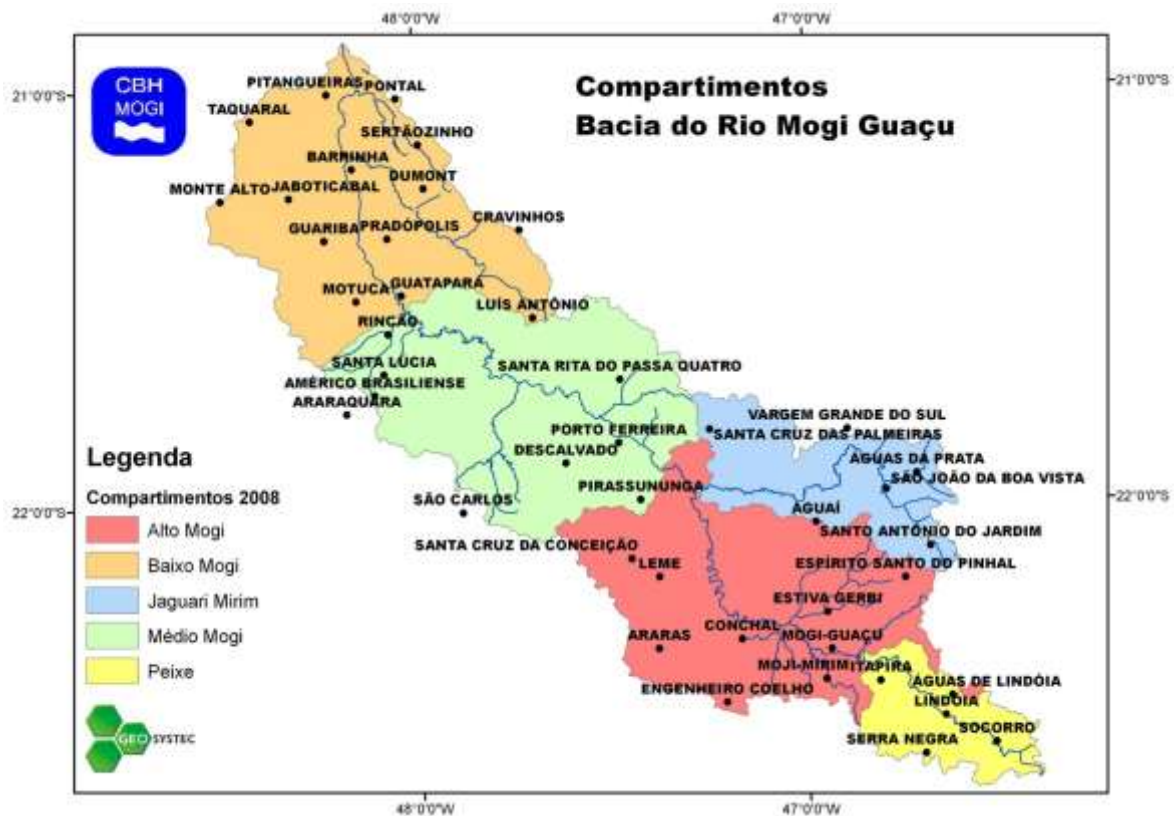 48°0'0"W
47°0'0"W
CBH
MOGI
Compartimentos
Bacia do Rio Mogi Guaçu
21°0'0"S
21°0'0"S
PITANGUEIRAS
PONTAL
TAQUARAL
SERTÃOZINHO
BARRINHA
DUMONT
MONTE ALTO
JABOTICABAL
CRAVINHOS
GUARIBA
PRADÓPOLIS
MOTUCA
GUATAPARÁ
LUÍS ANTÔNIO
RINCÃO
SANTA LÚCIA
SANTA RITA DO PASSA QUATRO
AMÉRICO BRASILIENSE
ARARAQUARA
VARGEM GRANDE DO SUL
PORTO FERREIRA
SANTA CRUZ DAS PALMEIRAS
DESCALVADO
ÁGUAS DA PRATA
SÃO JOÃO DA BOA VISTA
PIRASSUNUNGA
SÃO CARLOS
AGUAÍ
SANTO ANTÔNIO DO JARDIM
SANTA CRUZ DA CONCEIÇÃO
LEME
ESPÍRITO SANTO DO PINHAL
ESTIVA GERBI
CONCHAL
ARARAS
MOGI-GUAÇU
MOJI-MIRIM
ITAPIRA
ENGENHEIRO COELHO
ÁGUAS DE LINDÓIA
LINDÓIA
SOCORRO
SERRA NEGRA
Legenda
Compartimentos 2008
Alto Mogi
Baixo Mogi
Jaguari Mirim
Médio Mogi
Peixe
22°0'0"S
22°0'0"S
GEO SYSTEC
48°0'0"W
47°0'0"W